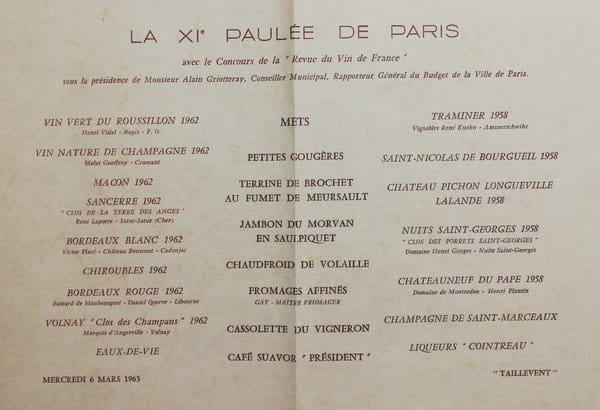 LA XIᵉ PAULÉE DE PARIS
avec le Concours de la "Revue du Vin de France"
sous la présidence de Monsieur Alain Griotteray, Conseiller Municipal, Rapporteur Général du Budget de la Ville de Paris.
VIN VERT DU ROUSSILLON 1962
Henri Vidal - Bagès - P. O.
VIN NATURE DE CHAMPAGNE 1962
Melot Geoffroy - Cramant
MACON 1962
SANCERRE 1962
"CLOS DE LA TERRE DES ANGES"
René Laporte - Saint-Satur (Cher)
BORDEAUX BLANC 1962
Victor Placé - Château Bouscaut - Cadaujac
CHIROUBLES 1962
BORDEAUX ROUGE 1962
Bastard de Monbousquet - Daniel Querre - Libourne
VOLNAY "Clos des Champans" 1962
Marquis d'Angerville - Volnay
EAUX-DE-VIE
MERCREDI 6 MARS 1963
METS
PETITES GOUGÈRES
TERRINE DE BROCHET
AU FUMET DE MEURSAULT
JAMBON DU MORVAN
EN SAULPIQUET
CHAUDFROID DE VOLAILLE
FROMAGES AFFINÉS
GAY - MAITRE FROMAGER
CASSOLETTE DU VIGNERON
CAFÉ SUAVOR "PRÉSIDENT"
TRAMINER 1958
Vignobles René Kuehn - Ammerschwihr
SAINT-NICOLAS DE BOURGUEIL 1958
CHATEAU PICHON LONGUEVILLE
LALANDE 1958
NUITS SAINT-GEORGES 1958
"CLOS DES PORRETS SAINT-GEORGES"
Domaine Henri Gouges - Nuits Saint-Georges
CHATEAUNEUF DU PAPE 1958
Domaine de Montredon - Henri Plantin
CHAMPAGNE DE SAINT-MARCEAUX
LIQUEURS "COINTREAU"
"TAILLEVENT"